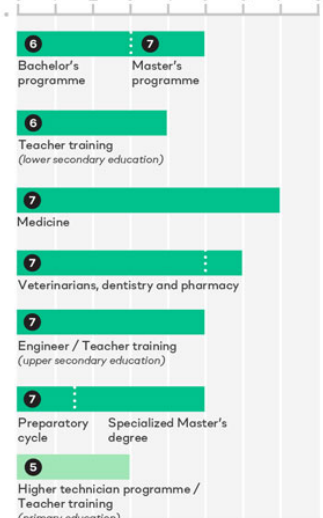 6 7
Bachelor's Master's
programme programme
6
Teacher training
(lower secondary education)
7
Medicine
7
Veterinarians, dentistry and pharmacy
7
Engineer / Teacher training
(upper secondary education)
7
Preparatory Specialized Master's
cycle degree
5
Higher technician programme /
Teacher training
(primary education)